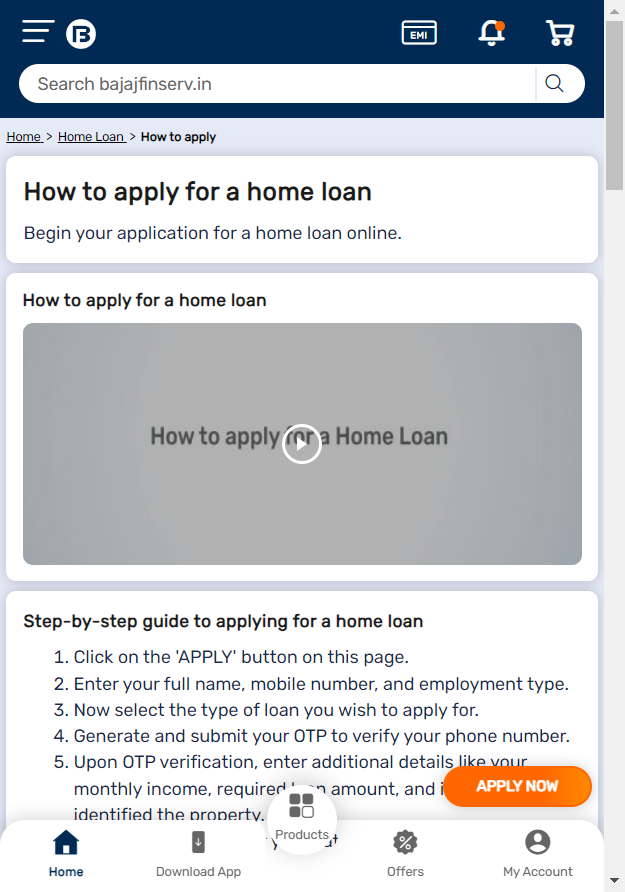 EMI
Search bajajfinserv.in
Home > Home Loan > How to apply
How to apply for a home loan
Begin your application for a home loan online.
How to apply for a home loan
How to apply for a Home Loan
Step-by-step guide to applying for a home loan
1. Click on the 'APPLY' button on this page.
2. Enter your full name, mobile number, and employment type.
3. Now select the type of loan you wish to apply for.
4. Generate and submit your OTP to verify your phone number.
5. Upon OTP verification, enter additional details like your
monthly income, required loan amount, and
identified the property.
APPLY NOW
Products
Home
Download App
Offers
My Account